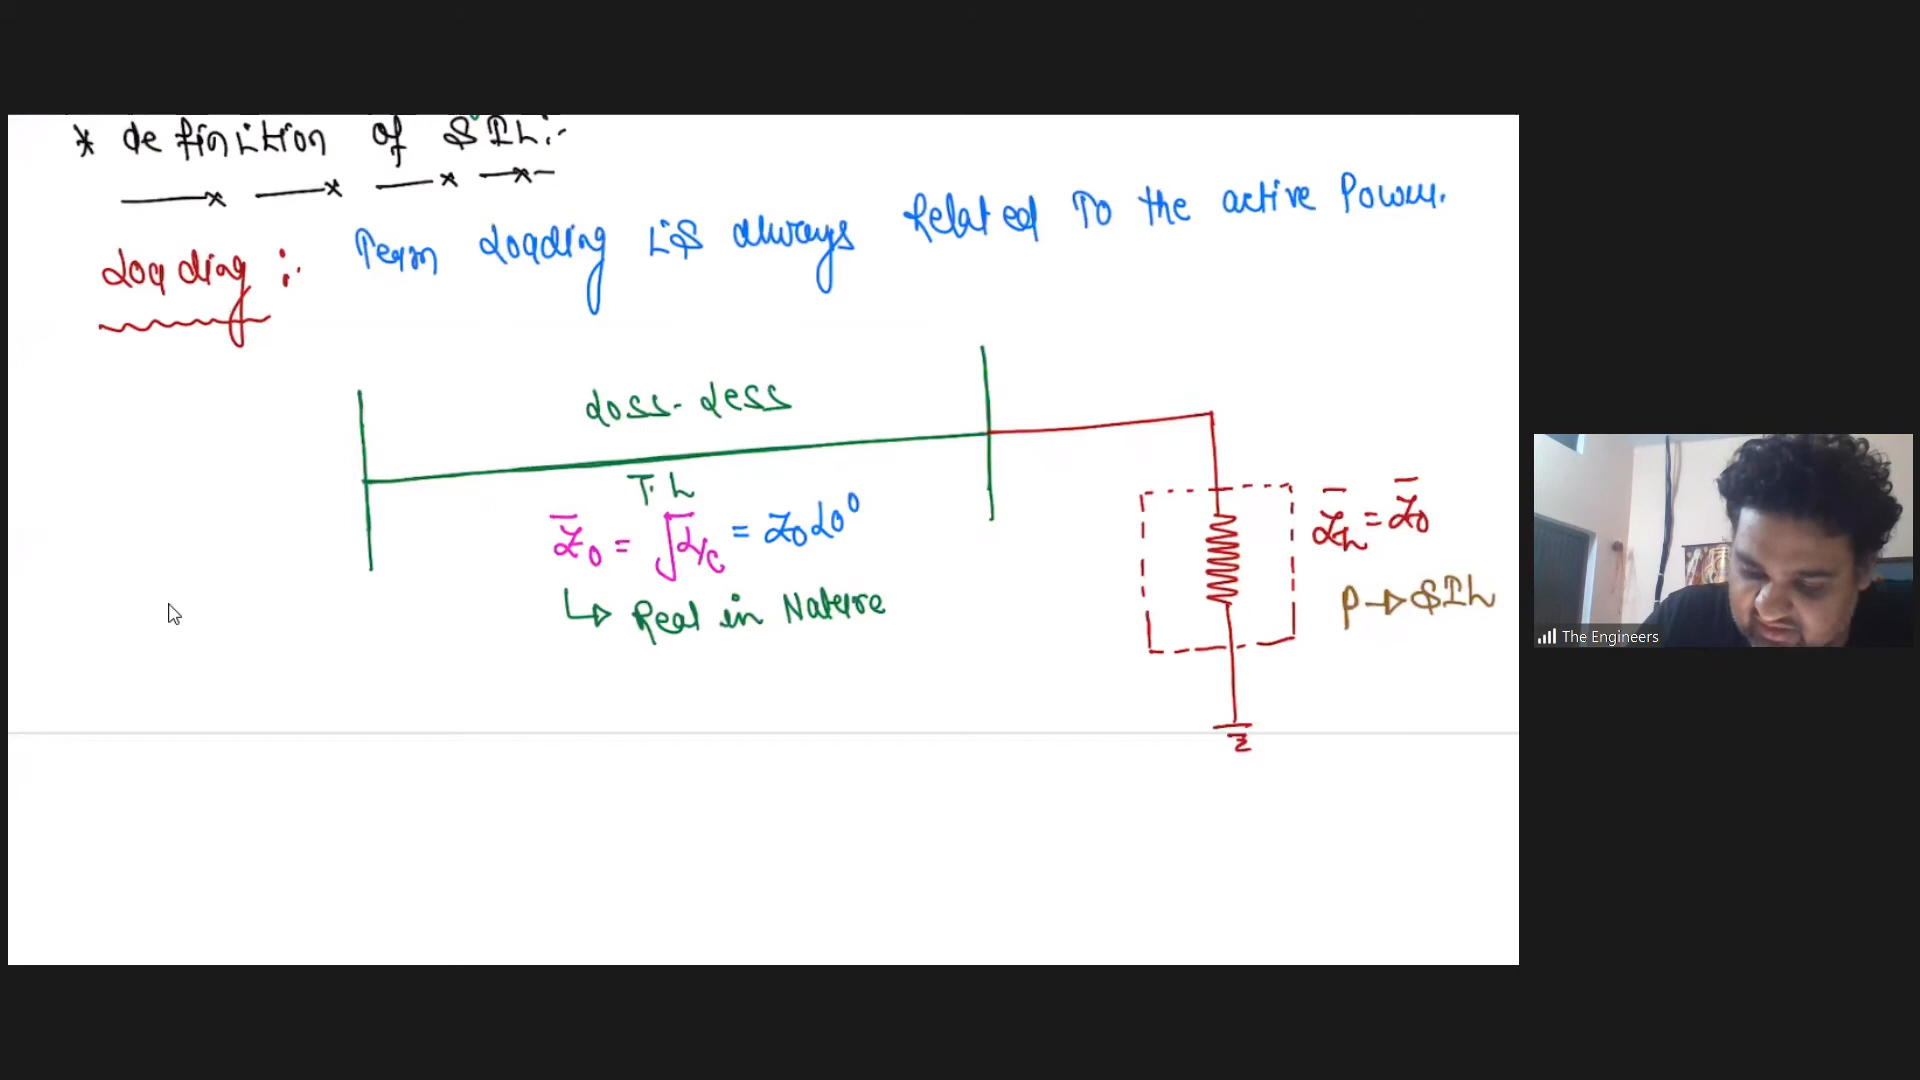 * definition of SIL:-
Loading :- Term Loading is always Related To the active Power.
Loss-Less
T.L
Z̅₀ = √L/C = Z₀∠0°
↳ Real in Nature
Z̅L = Z̅₀
P → SIL
The Engineers